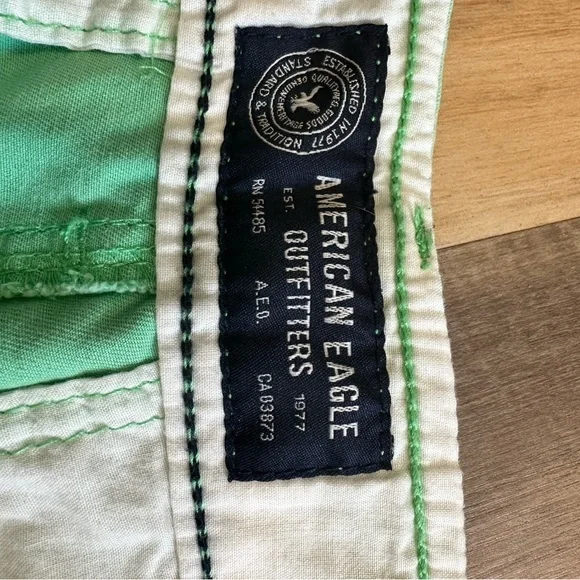 ESTABLISHED IN 1977
STANDARD & TRADITION
AMERICAN EAGLE
EST. OUTFITTERS 1977
RN 54485 A.E.O. CA 03873